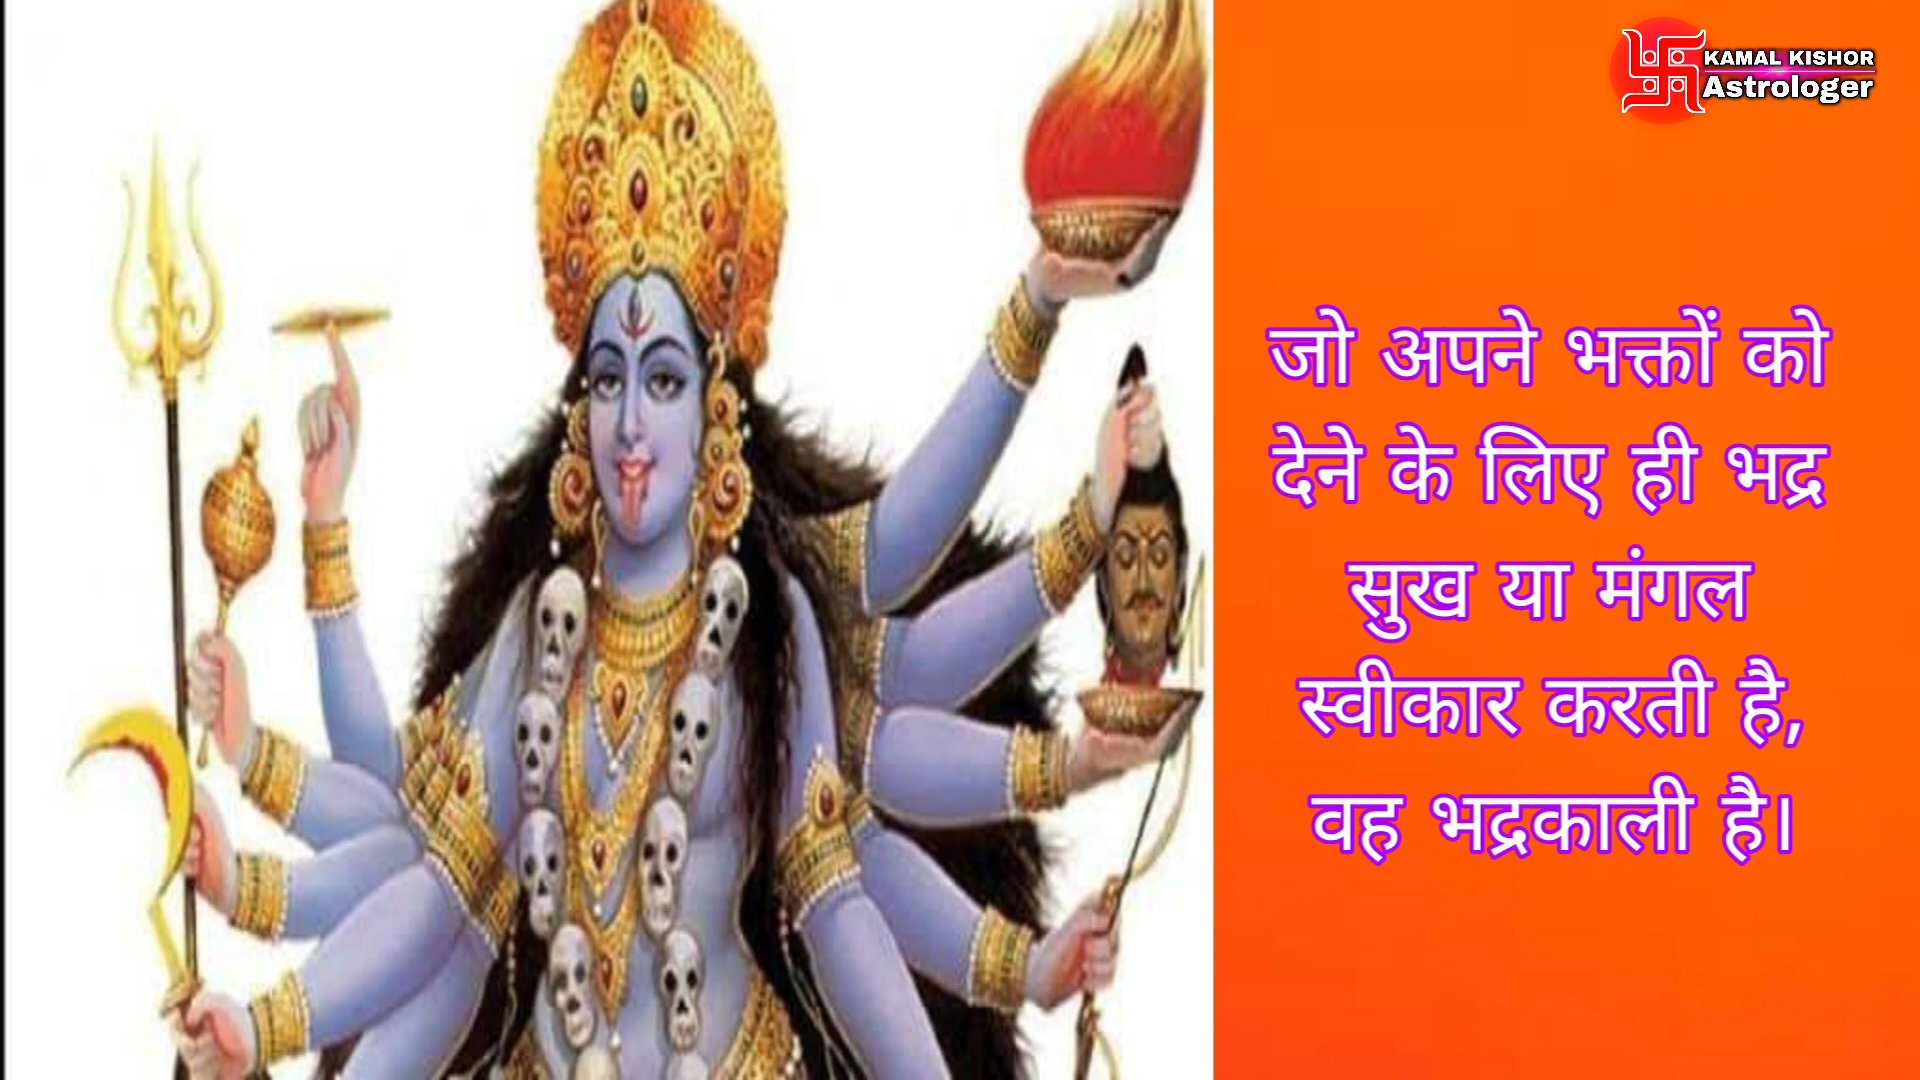 KAMAL KISHOR
Astrologer
जो अपने भक्तों को
देने के लिए ही भद्र
सुख या मंगल
स्वीकार करती है,
वह भद्रकाली है।